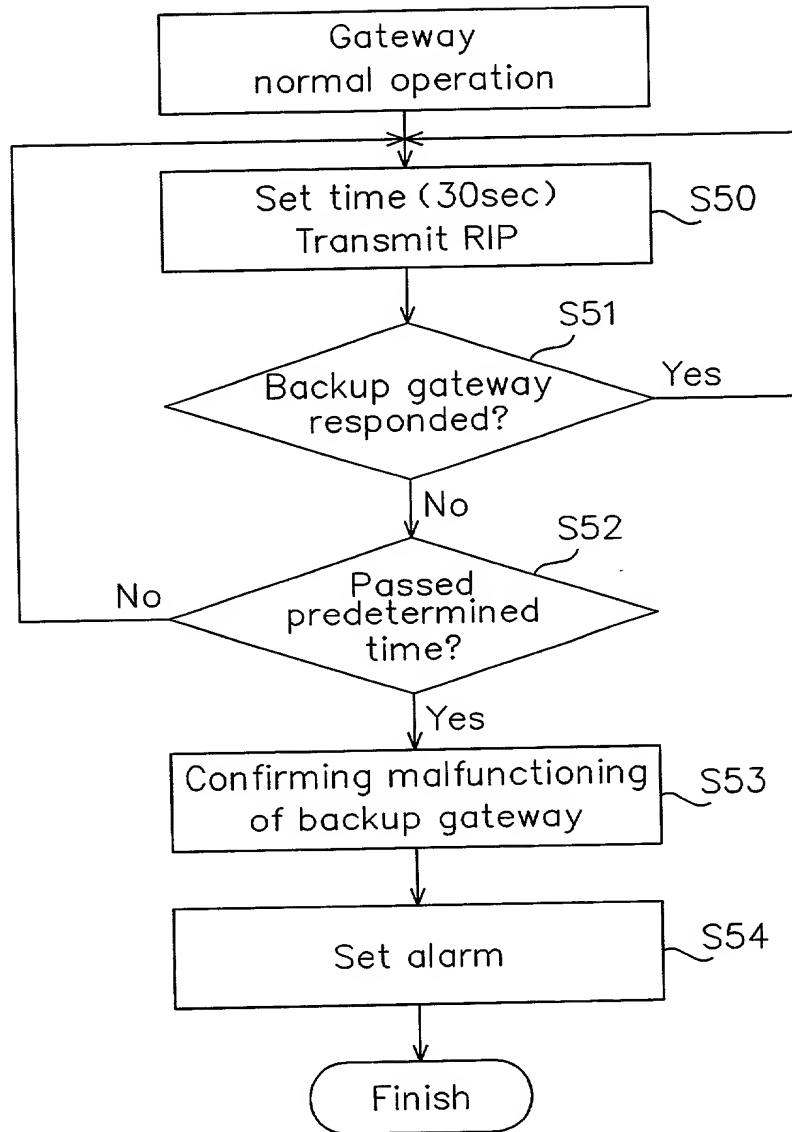 Gateway
normal operation
Set time (30sec)
Transmit RIP
S50
S51
Backup gateway
responded?
Yes
No
S52
Passed
predetermined
time?
No
Yes
Confirming malfunctioning
of backup gateway
S53
Set alarm
S54
Finish